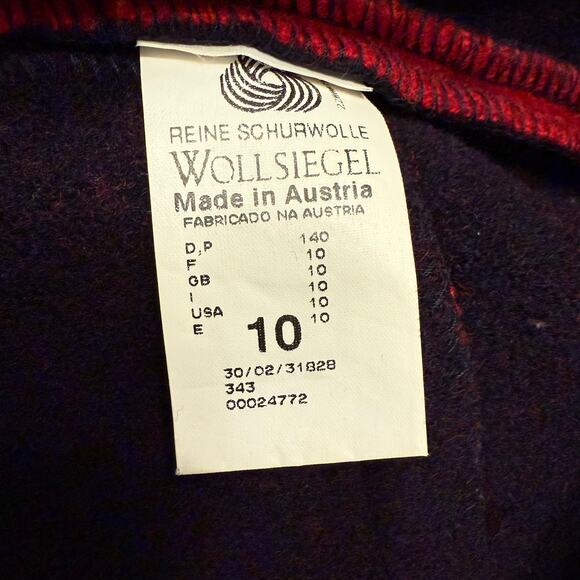 REINE SCHURWOLLE
WOLLSIEGEL
Made in Austria
FABRICADO NA AUSTRIA
D,P 140
F 10
GB 10
I 10
USA 10
E 10
10
30/02/31828
343
00024772